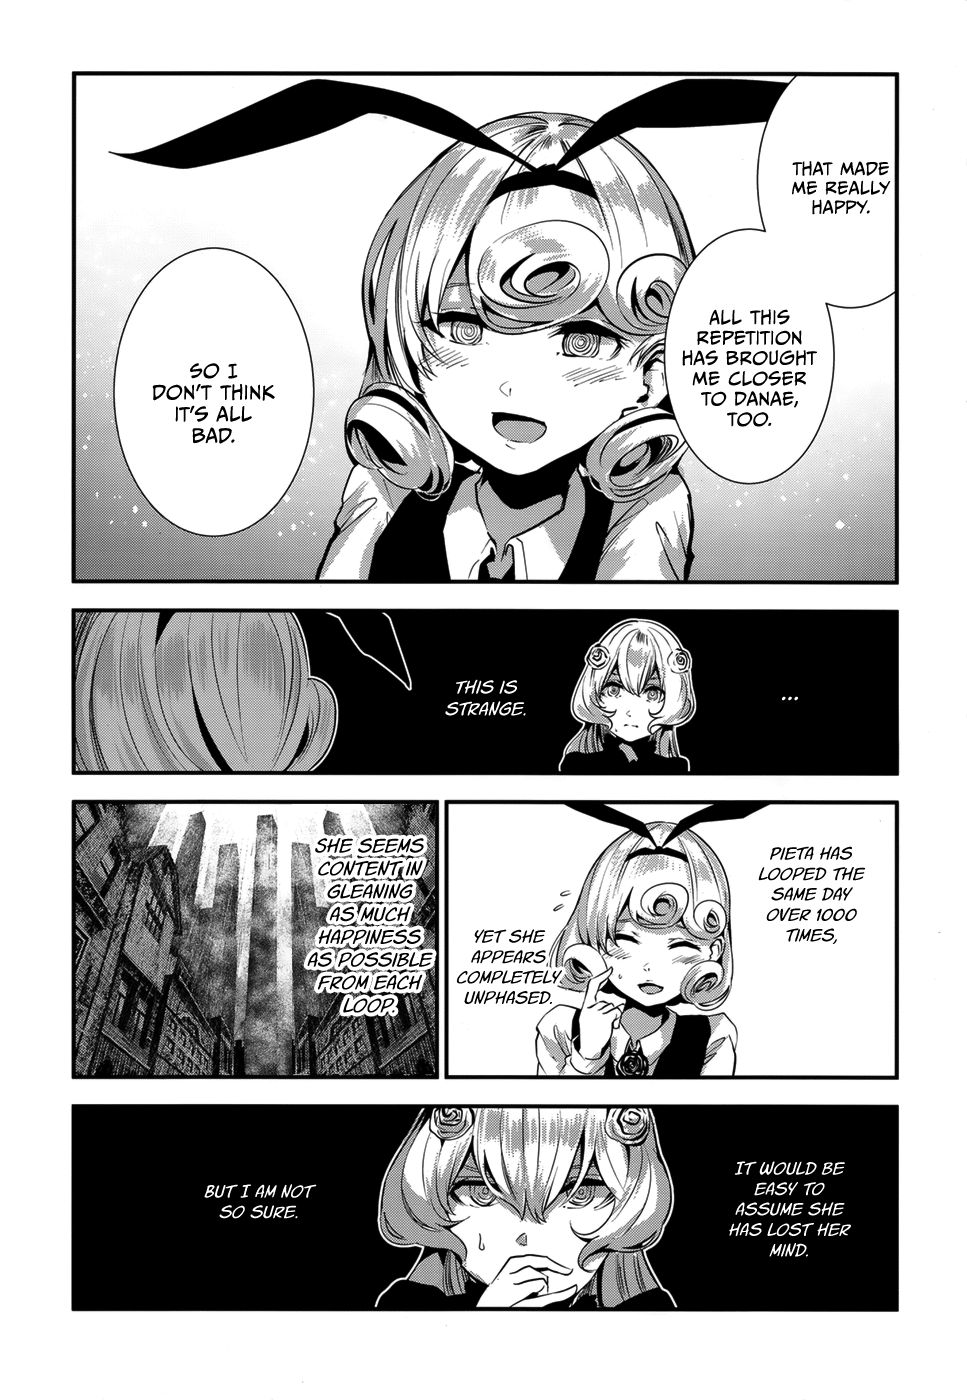 THAT MADE
ME REALLY
HAPPY.
ALL THIS
REPETITION
HAS BROUGHT
ME CLOSER
TO DANAE,
TOO.
SO I
DON'T THINK
IT'S ALL
BAD.
...
THIS IS
STRANGE.
PIETA HAS
LOOPED THE
SAME DAY
OVER 1000
TIMES,
YET SHE
APPEARS
COMPLETELY
UNPHASED.
SHE SEEMS
CONTENT IN
GLEANING
AS MUCH
HAPPINESS
AS POSSIBLE
FROM EACH
LOOP.
IT WOULD BE
EASY TO
ASSUME SHE
HAS LOST HER
MIND.
BUT I AM NOT
SO SURE.